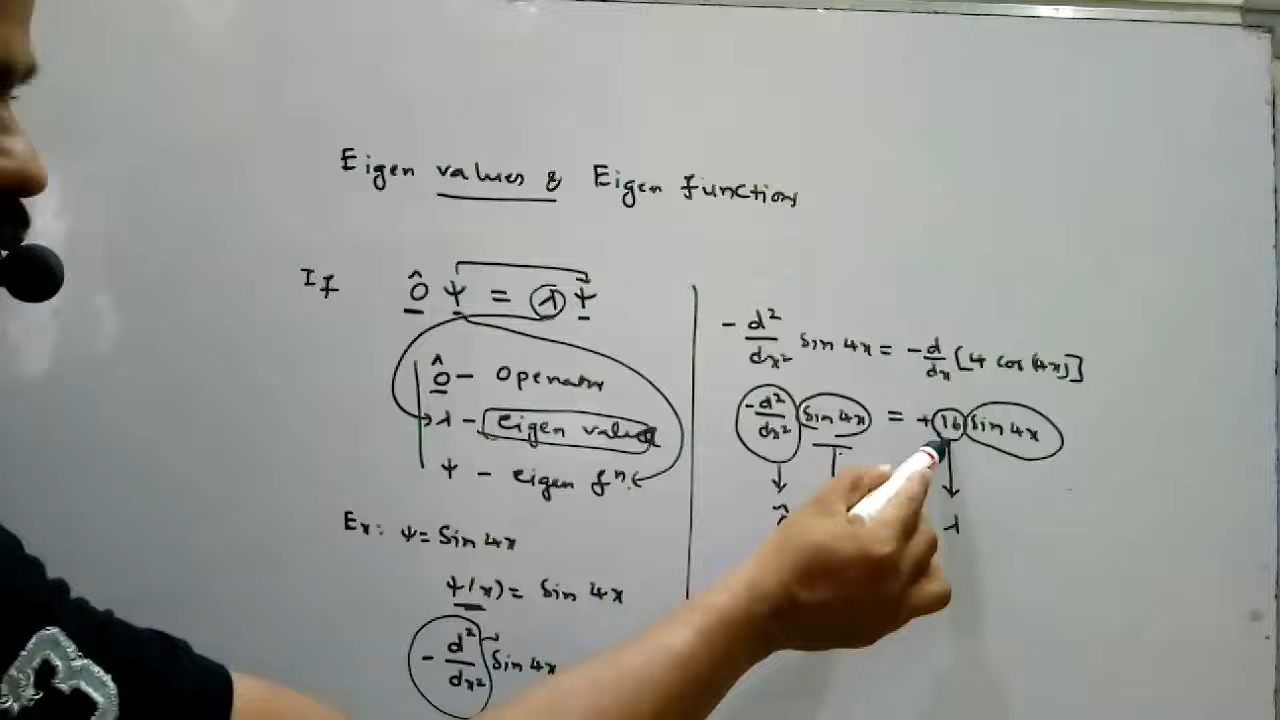 Eigen values & Eigen function
If Ô ψ = λ ψ
Ô – Operator
λ – eigen value
ψ – eigen fⁿ.
Ex: ψ = Sin 4x
ψ(x) = Sin 4x
- d²/dx² Sin 4x
- d²/dx² Sin 4x = - d/dx [4 cos(4x)]
- d²/dx² Sin 4x = + 16 Sin 4x
λ